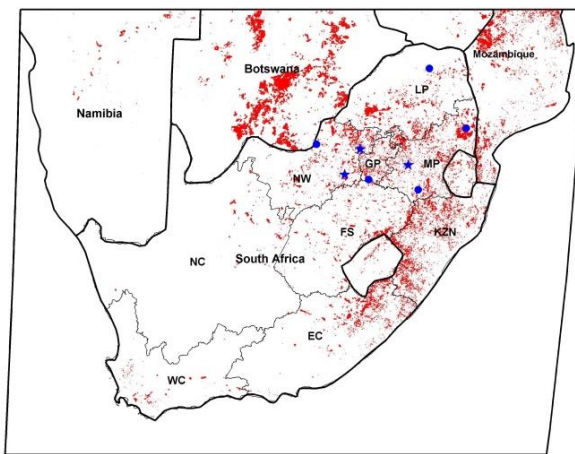 Mozambique
Botswana
LP
Namibia
GP
MP
NW
FS
KZN
NC
South Africa
EC
WC